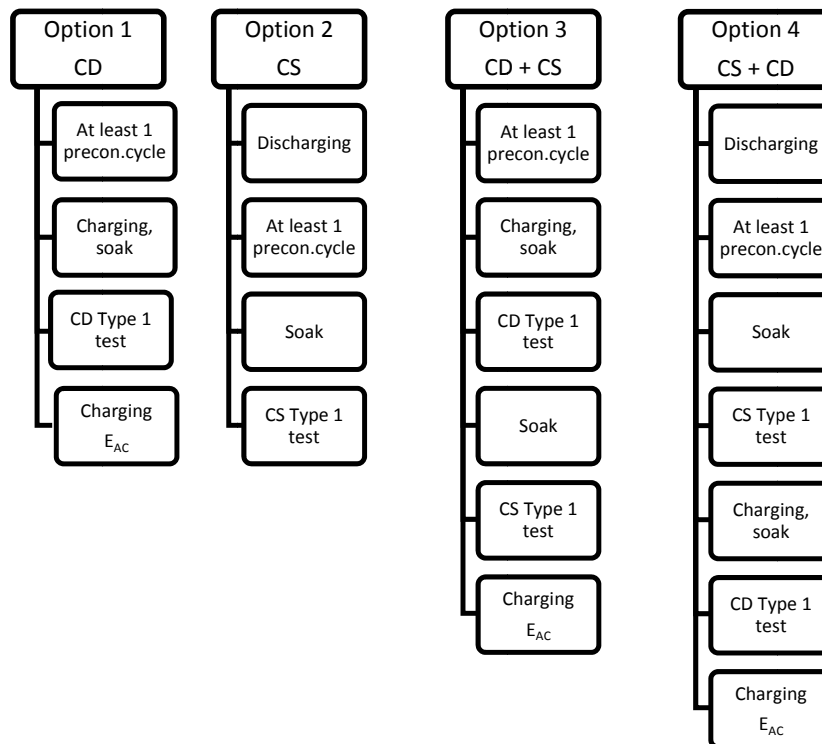 Option 1
CD
At least 1
precon.cycle
Charging,
soak
CD Type 1
test
Charging
EAC
Option 2
CS
Discharging
At least 1
precon.cycle
Soak
CS Type 1
test
Option 3
CD + CS
At least 1
precon.cycle
Charging,
soak
CD Type 1
test
Soak
CS Type 1
test
Charging
EAC
Option 4
CS + CD
Discharging
At least 1
precon.cycle
Soak
CS Type 1
test
Charging,
soak
CD Type 1
test
Charging
EAC